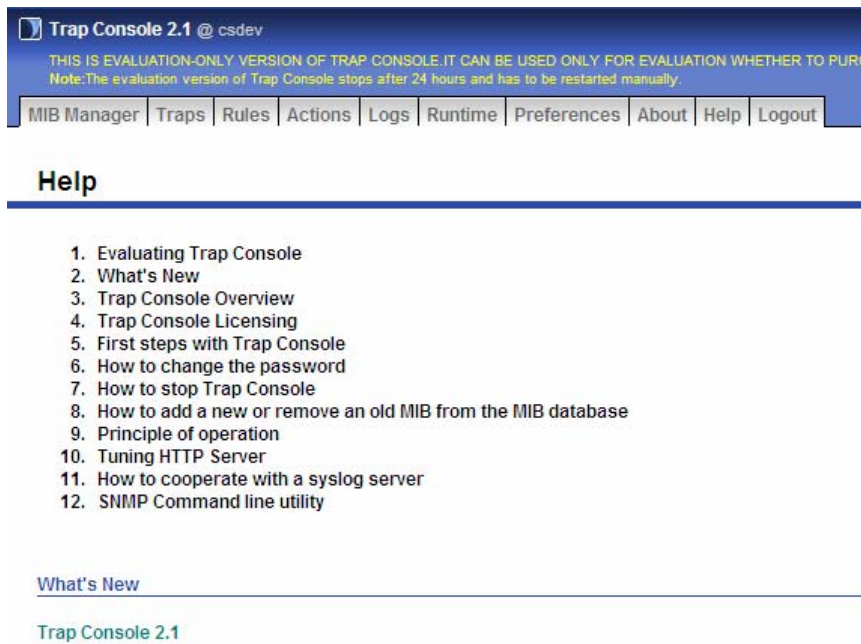 Trap Console 2.1 @ csdev
THIS IS EVALUATION-ONLY VERSION OF TRAP CONSOLE.IT CAN BE USED ONLY FOR EVALUATION WHETHER TO PUR
Note:The evaluation version of Trap Console stops after 24 hours and has to be restarted manually.
MIB Manager Traps Rules Actions Logs Runtime Preferences About Help Logout
Help
1. Evaluating Trap Console
2. What's New
3. Trap Console Overview
4. Trap Console Licensing
5. First steps with Trap Console
6. How to change the password
7. How to stop Trap Console
8. How to add a new or remove an old MIB from the MIB database
9. Principle of operation
10. Tuning HTTP Server
11. How to cooperate with a syslog server
12. SNMP Command line utility
What's New
Trap Console 2.1